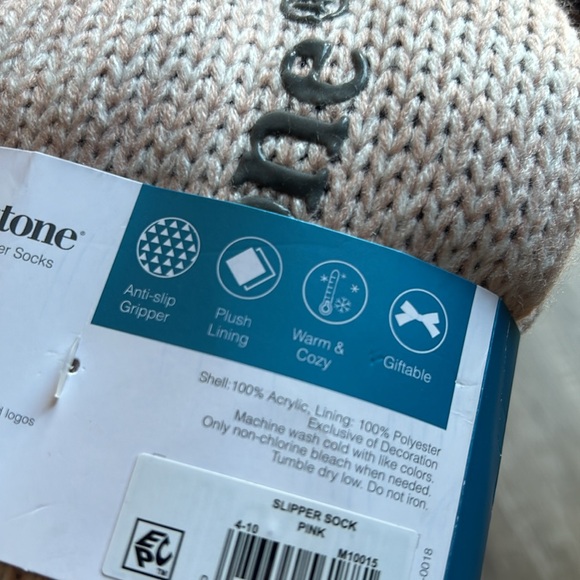 one
tone®
er Socks
Anti-slip
Gripper
Plush
Lining
Warm &
Cozy
Giftable
Shell:100% Acrylic, Lining: 100% Polyester
Exclusive of Decoration
Machine wash cold with like colors.
Only non-chlorine bleach when needed.
Tumble dry low. Do not iron.
d logos
SLIPPER SOCK
PINK
4-10
M10015
EPC™
0018